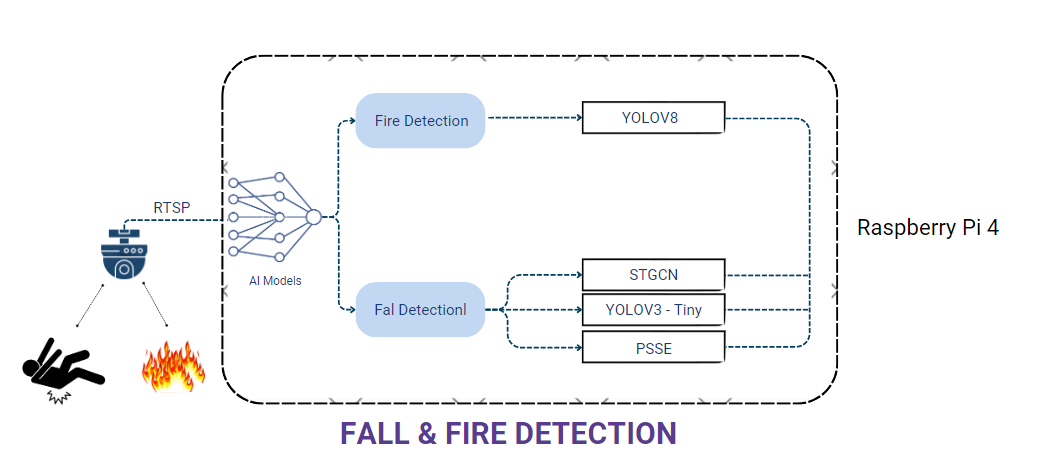 Fire Detection
YOLOV8
RTSP
Raspberry Pi 4
AI Models
STGCN
Fal Detectionl
YOLOV3 - Tiny
PSSE
FALL & FIRE DETECTION